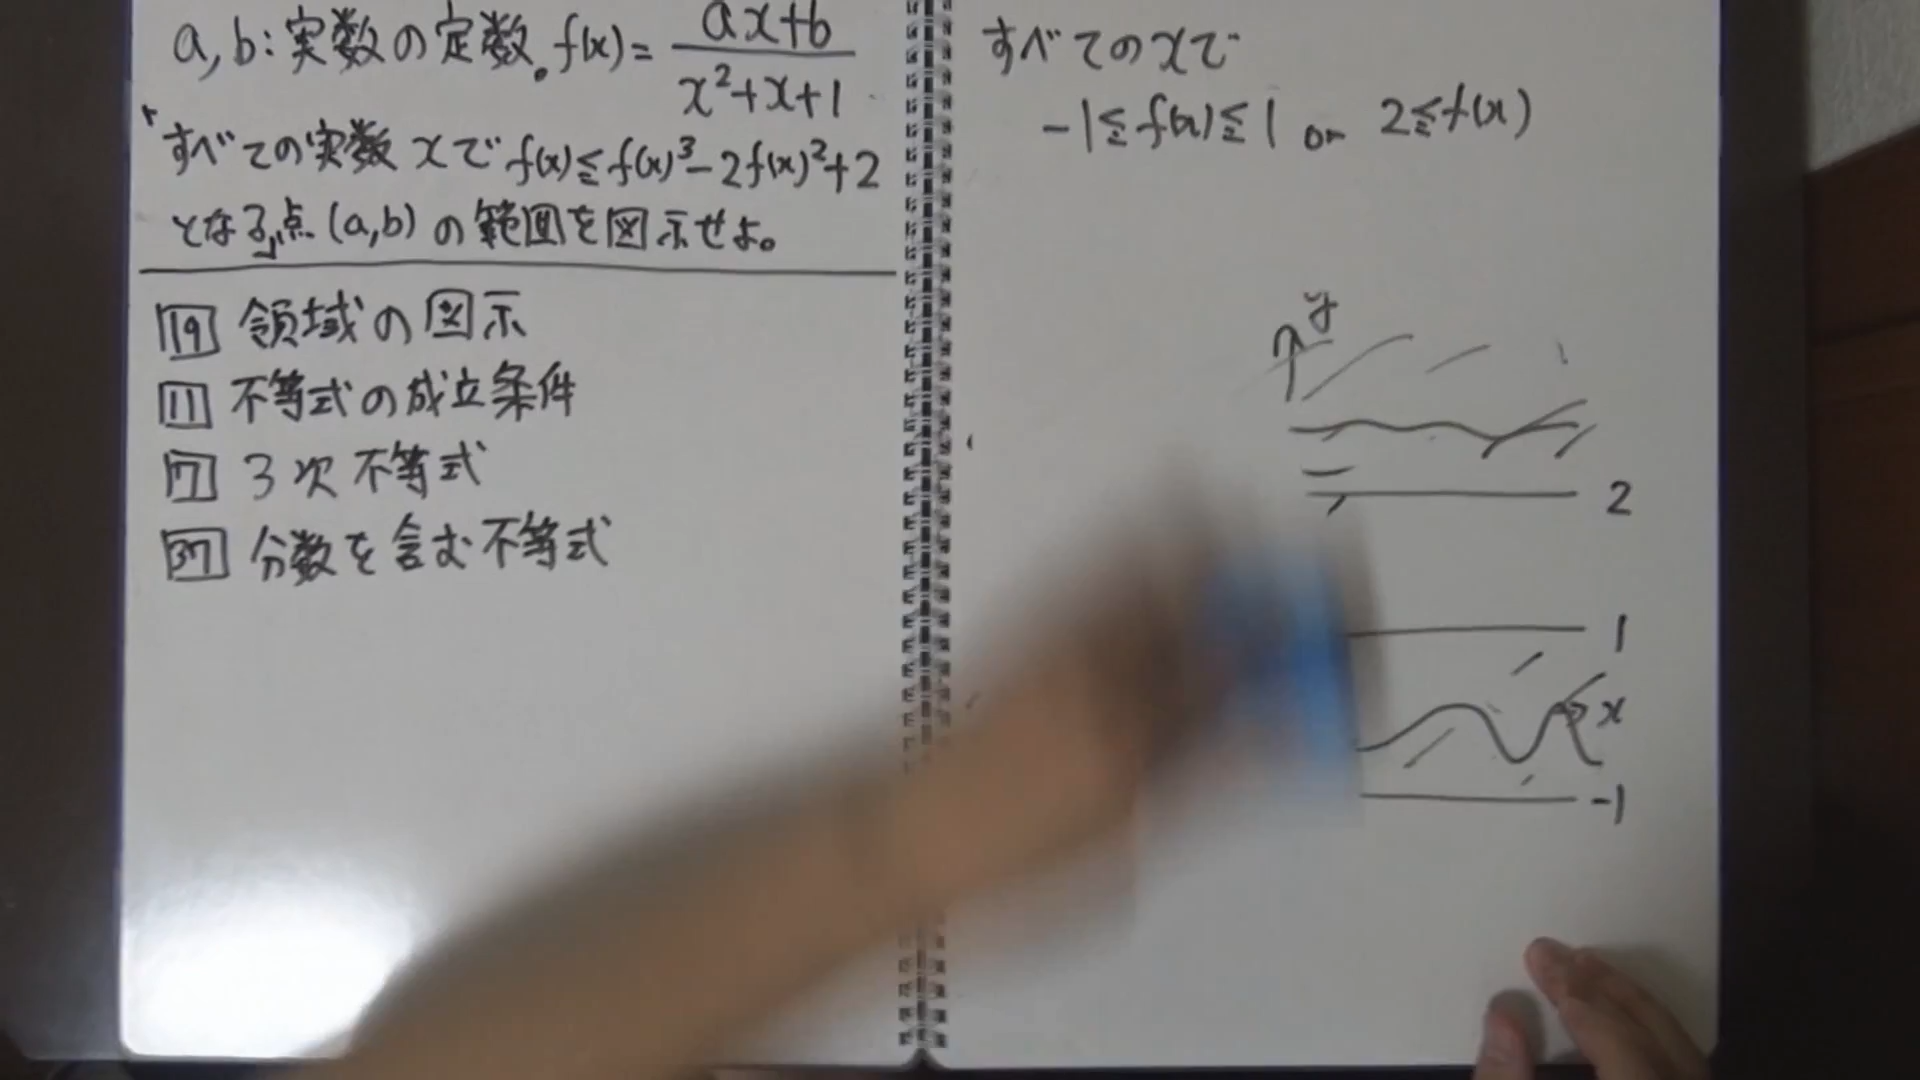 a,b:実数の定数。f(x)= ax+b / x²+x+1
「すべての実数 xで f(x)≦f(x)³-2f(x)²+2
となる」点(a,b)の範囲を図示せよ。
19 領域の図示
11 不等式の成立条件
7 3次不等式
37 分数を含む不等式
すべてのxで
-1≦f(x)≦1 or 2≦f(x)
y
2
1
x
-1